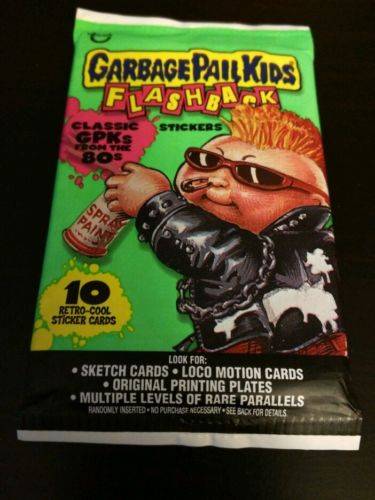 GARBAGE PAIL KIDS
FLASHBACK
CLASSIC
GPKs
FROM THE
80s
STICKERS
SPRAY
PAINT
10
RETRO-COOL
STICKER CARDS
LOOK FOR:
• SKETCH CARDS • LOCO MOTION CARDS
• ORIGINAL PRINTING PLATES
• MULTIPLE LEVELS OF RARE PARALLELS
RANDOMLY INSERTED • NO PURCHASE NECESSARY • SEE BACK FOR DETAILS.